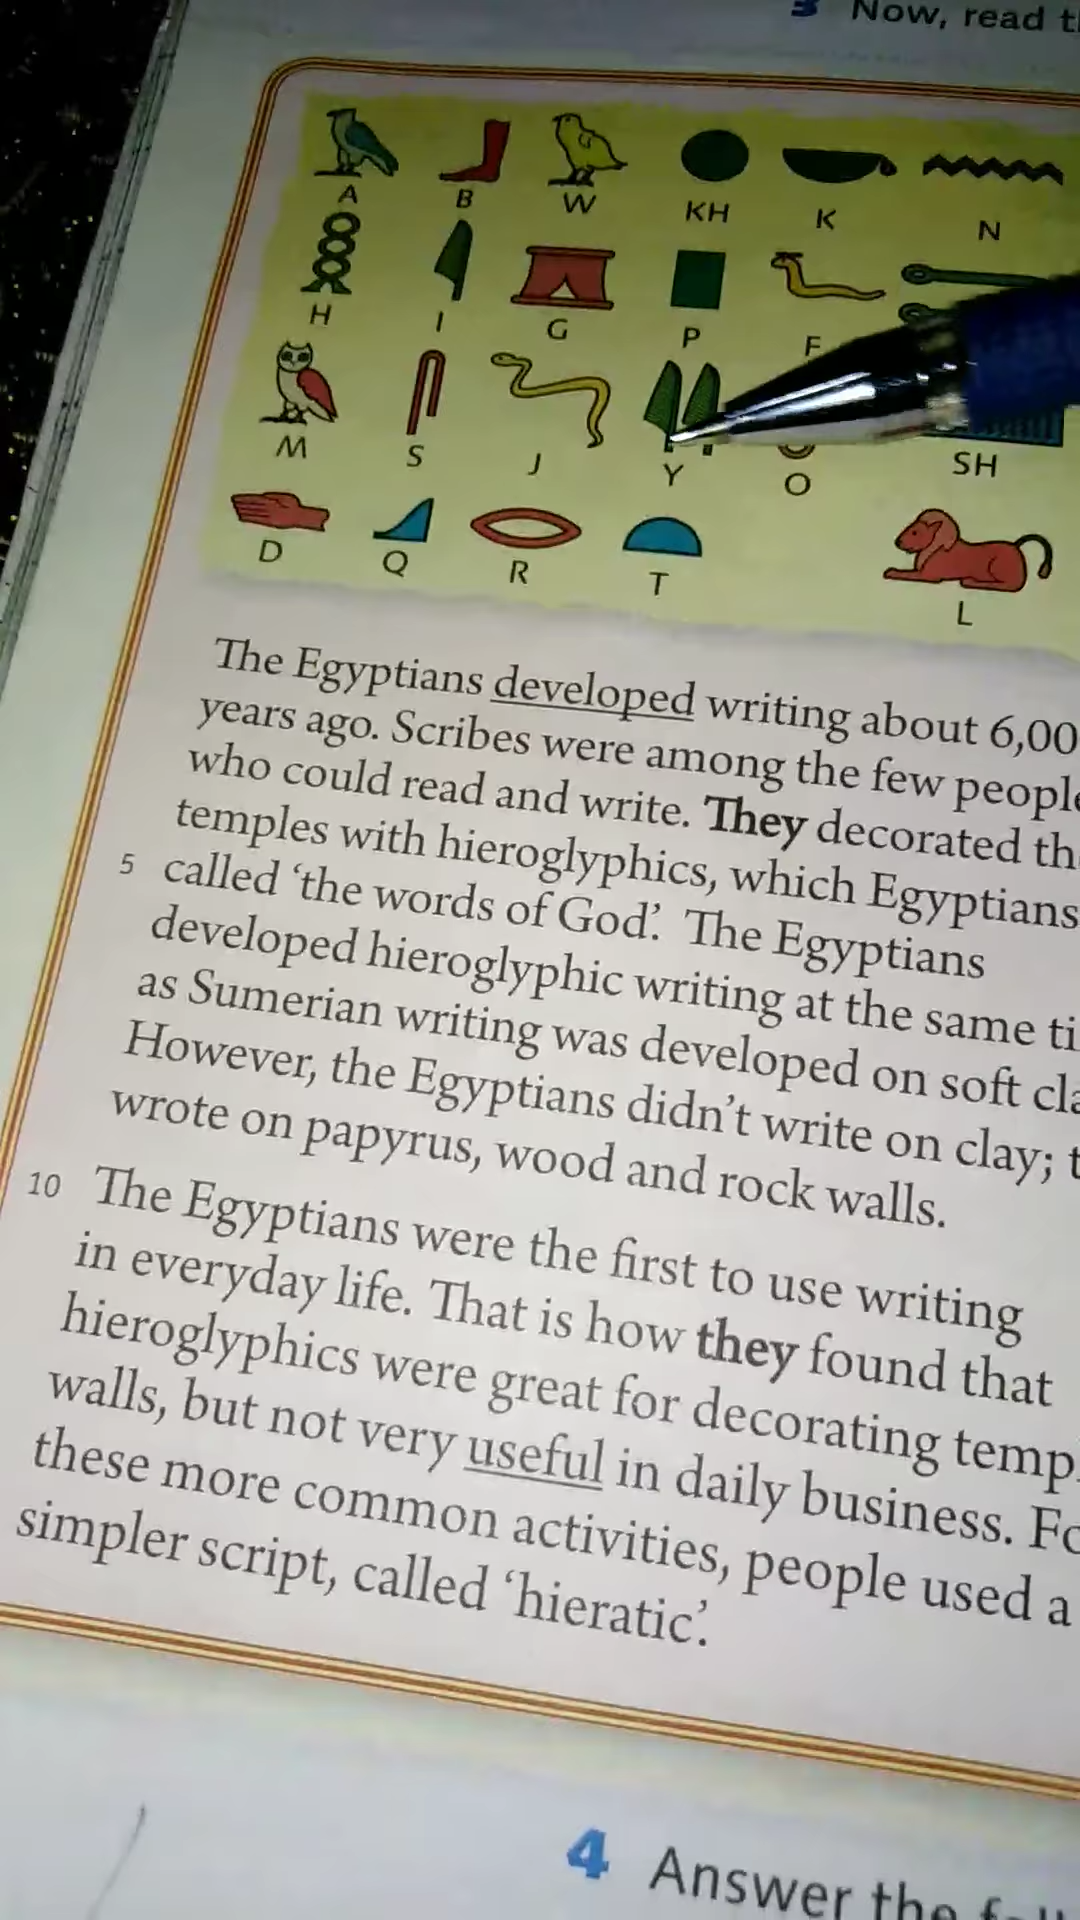 3 Now, read
A B W KH K N
H I G P F
M S J Y O SH
D Q R T L
The Egyptians developed writing about 6,00
years ago. Scribes were among the few people
who could read and write. They decorated th
temples with hieroglyphics, which Egyptians
5 called ‘the words of God’. The Egyptians
developed hieroglyphic writing at the same ti
as Sumerian writing was developed on soft cla
However, the Egyptians didn’t write on clay; t
wrote on papyrus, wood and rock walls.
10 The Egyptians were the first to use writing
in everyday life. That is how they found that
hieroglyphics were great for decorating temp
walls, but not very useful in daily business. Fo
these more common activities, people used a
simpler script, called ‘hieratic’.
4 Answer the